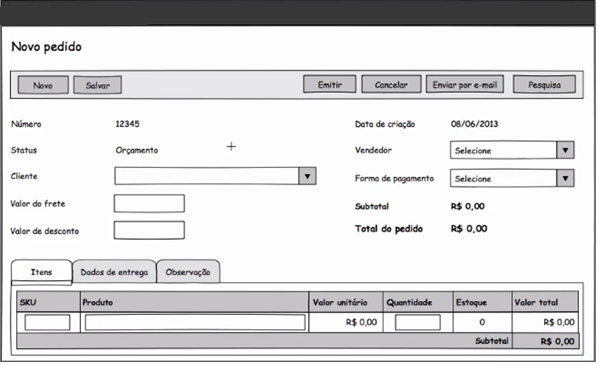 Novo pedido
Novo Salvar Emitir Cancelar Enviar por e-mail Pesquisa
Número 12345 Data de criação 08/06/2013
Status Orçamento Vendedor Selecione
Cliente Forma de pagamento Selecione
Valor do frete Subtotal R$ 0,00
Valor de desconto Total do pedido R$ 0,00
Itens Dados de entrega Observação
SKU Produto Valor unitário Quantidade Estoque Valor total
R$ 0,00 0 R$ 0,00
Subtotal R$ 0,00